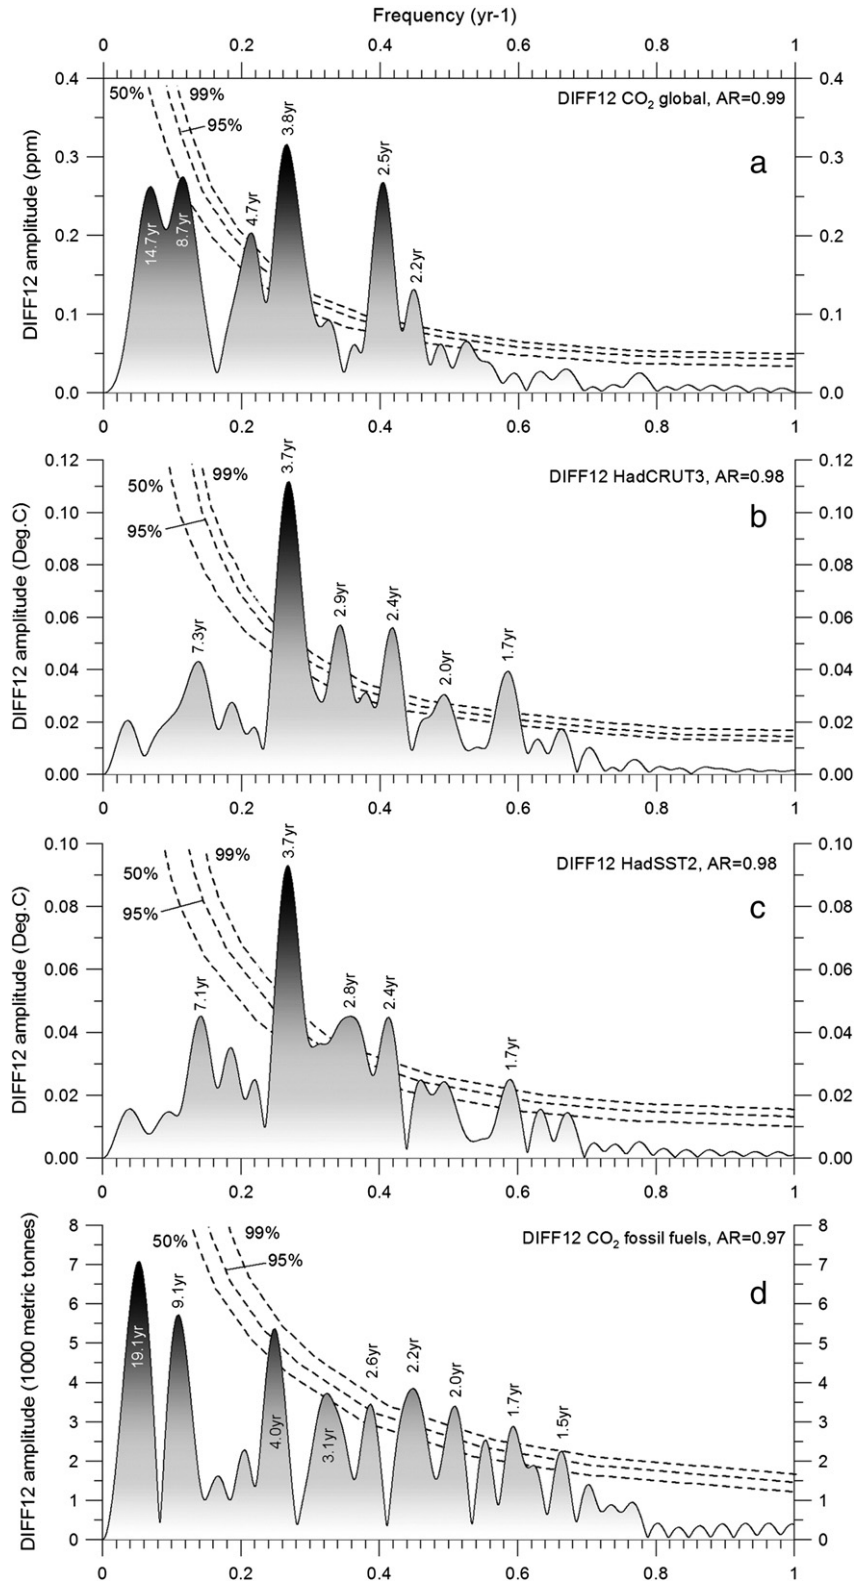 Frequency (yr-1)
0 0.2 0.4 0.6 0.8 1
0.4 50% 99% DIFF12 CO2 global, AR=0.99 0.4
95%
3.8yr
0.3 2.5yr a 0.3
DIFF12 amplitude (ppm)
14.7yr 8.7yr 4.7yr
0.2 0.2
2.2yr
0.1 0.1
0.0 0.0
0 0.2 0.4 0.6 0.8 1
0.12 3.7yr 0.12
50% 99% DIFF12 HadCRUT3, AR=0.98
0.10 95% b 0.10
DIFF12 amplitude (Deg.C)
0.08 0.08
0.06 7.3yr 2.9yr 2.4yr 0.06
0.04 2.0yr 1.7yr 0.04
0.02 0.02
0.00 0.00
0 0.2 0.4 0.6 0.8 1
0.10 3.7yr 0.10
50% 99% DIFF12 HadSST2, AR=0.98
95% c
0.08 0.08
DIFF12 amplitude (Deg.C)
0.06 0.06
7.1yr 2.8yr 2.4yr
0.04 0.04
1.7yr
0.02 0.02
0.00 0.00
0 0.2 0.4 0.6 0.8 1
8 8
50% 99% DIFF12 CO2 fossil fuels, AR=0.97
7 95% 7
6 9.1yr d 6
DIFF12 amplitude (1000 metric tonnes)
5 19.1yr 5
4 2.6yr 2.2yr 2.0yr 4
3 4.0yr 3.1yr 1.7yr 1.5yr 3
2 2
1 1
0 0
0 0.2 0.4 0.6 0.8 1